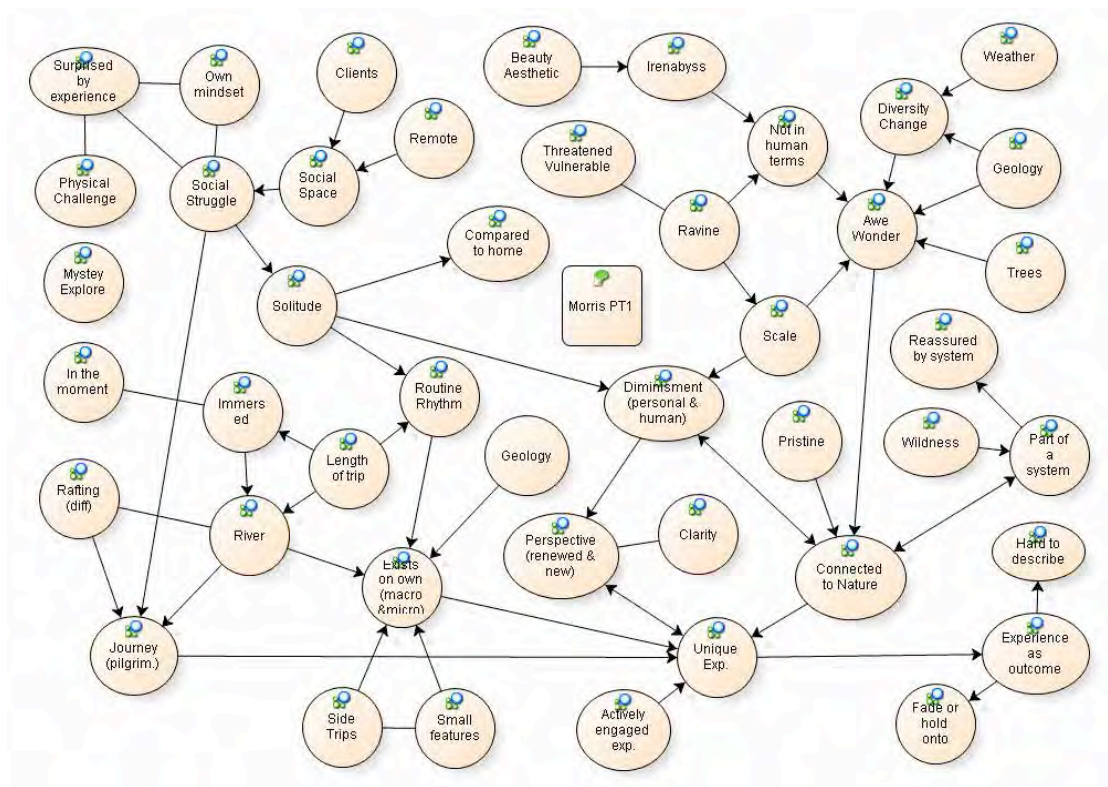 Surprised
by
experience
Own
mindset
Clients
Beauty
Aesthetic
Irenabyss
Weather
Remote
Threatened
Vulnerable
Not in
human
terms
Diversity
Change
Physical
Challenge
Social
Struggle
Social
Space
Geology
Compared
to home
Ravine
Awe
Wonder
Mystey
Explore
Solitude
Morris PT1
Trees
Scale
Reassured
by system
In the
moment
Immers
ed
Routine
Rhythm
Diminisment
(personal &
human)
Pristine
Wildness
Part of
a
system
Length
of trip
Geology
Rafting
(diff)
River
Perspective
(renewed &
new)
Clarity
Hard to
describe
Exists
on own
(macro
&micro)
Connected
to Nature
Journey
(pilgrim.)
Unique
Exp.
Experience
as
outcome
Side
Trips
Small
features
Actively
engaged
exp.
Fade or
hold
onto